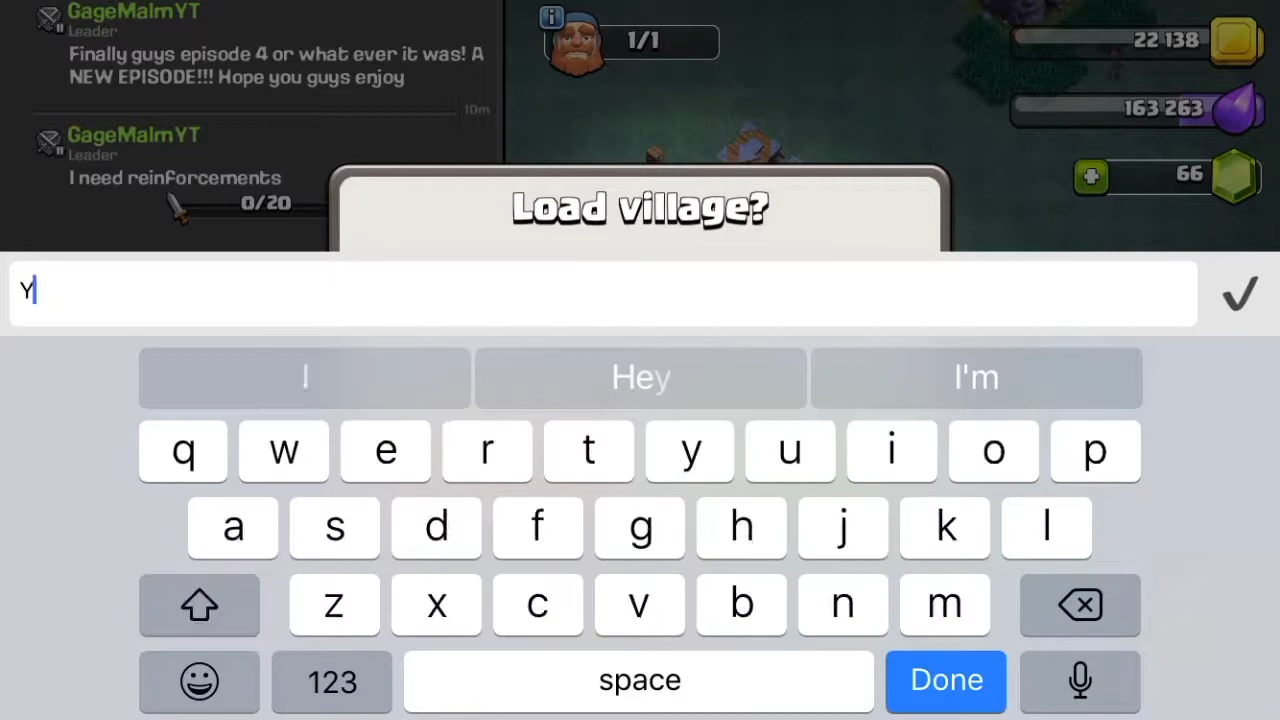 GageMalmYT
Leader
Finally guys episode 4 or what ever it was! A
NEW EPISODE!!! Hope you guys enjoy
10m
GageMalmYT
Leader
I need reinforcements
0/20
i
1/1
22 138
163 263
66
Load village?
Y
I Hey I'm
q w e r t y u i o p
a s d f g h j k l
z x c v b n m
123 space Done